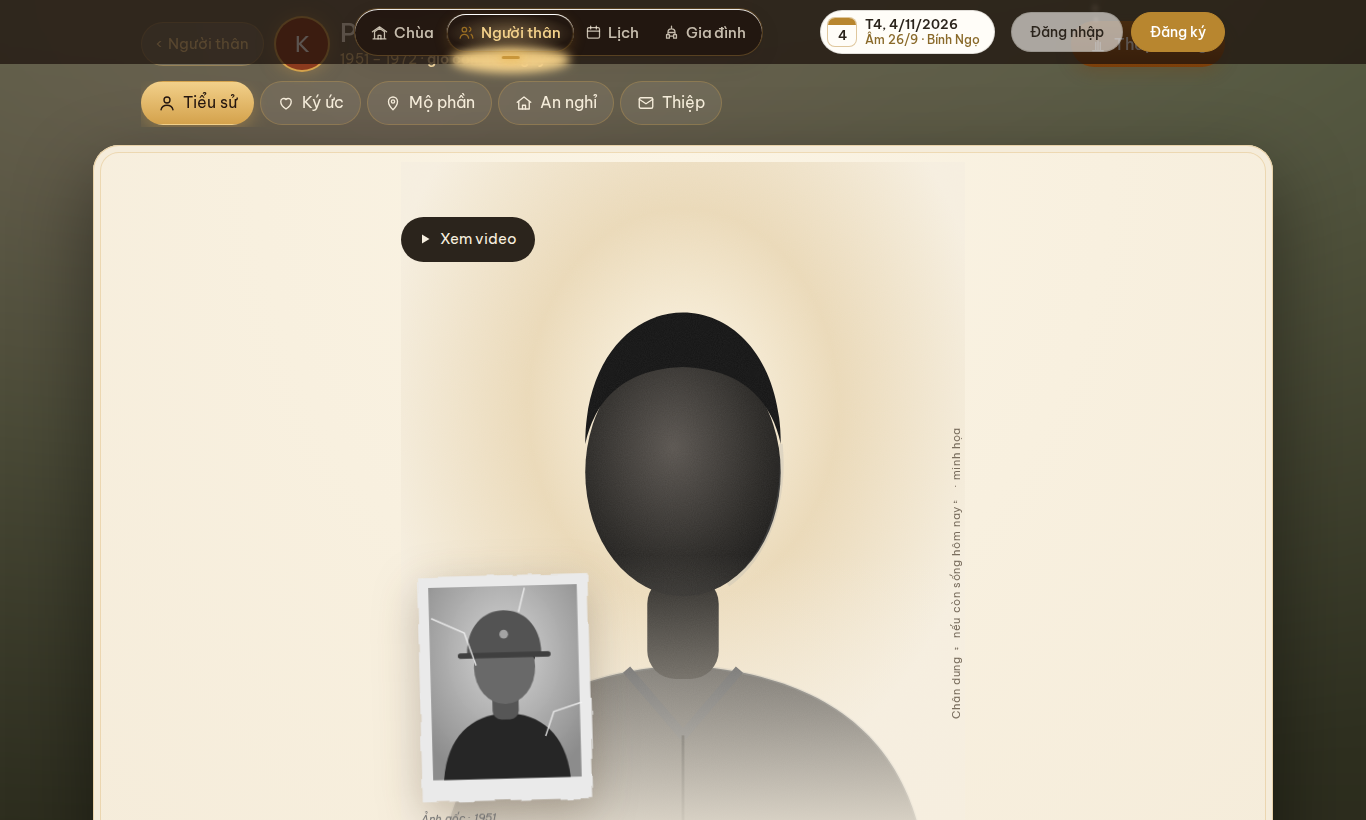 Chùa
Người thân
Lịch
Gia đình
4
T4, 4/11/2026
Âm 26/9 · Bính Ngọ
Đăng nhập
Đăng ký
‹ Người thân
K
1951 – 1972 ·
Tiểu sử
Ký ức
Mộ phần
An nghỉ
Thiệp
Xem video
Chân dung " nếu còn sống hôm nay " · minh họa
Ảnh gốc · 1951